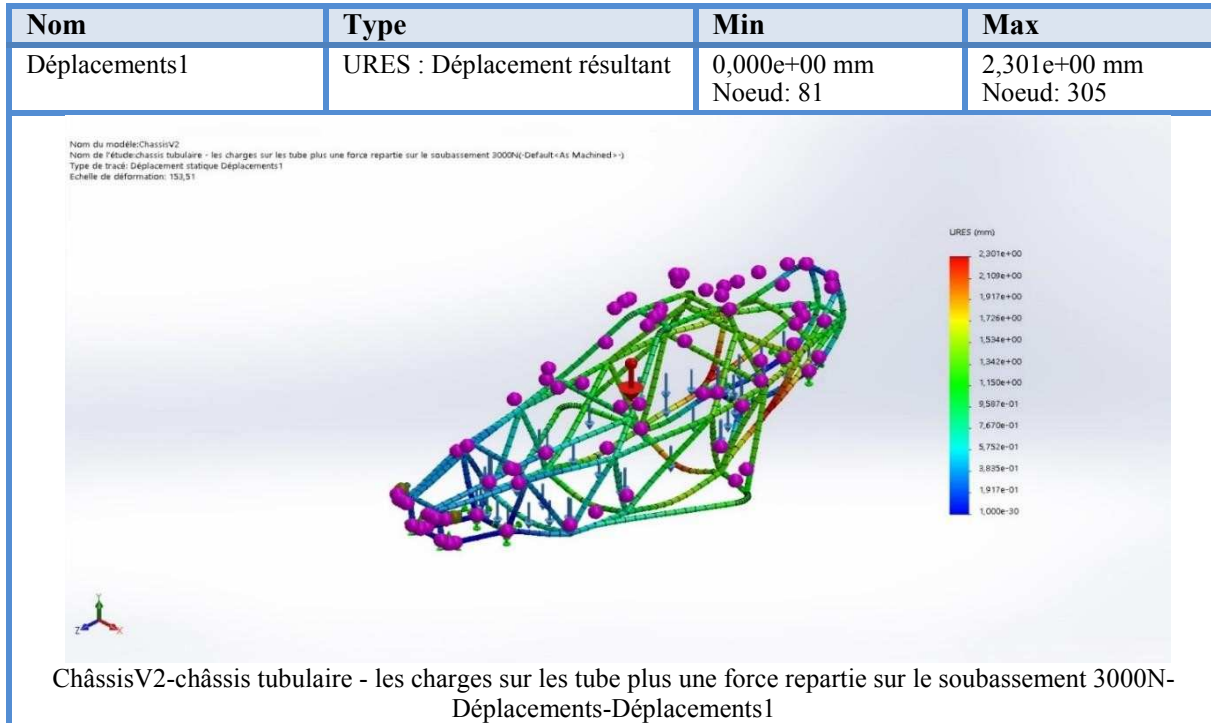 Nom Type Min Max
Déplacements1 URES : Déplacement résultant 0,000e+00 mm 2,301e+00 mm
Noeud: 81 Noeud: 305
Nom du modèle:ChassisV2
Nom de l'étude:chassis tubulaire - les charges sur les tube plus une force repartie sur le soubassement 3000N(-Default<As Machined>-)
Type de tracé: Déplacement statique Déplacements1
Echelle de déformation: 153,51
URES (mm)
2,301e+00
2,109e+00
1,917e+00
1,726e+00
1,534e+00
1,342e+00
1,150e+00
9,587e-01
7,670e-01
5,752e-01
3,835e-01
1,917e-01
1,000e-30
Y
Z X
ChâssisV2-châssis tubulaire - les charges sur les tube plus une force repartie sur le soubassement 3000N-
Déplacements-Déplacements1